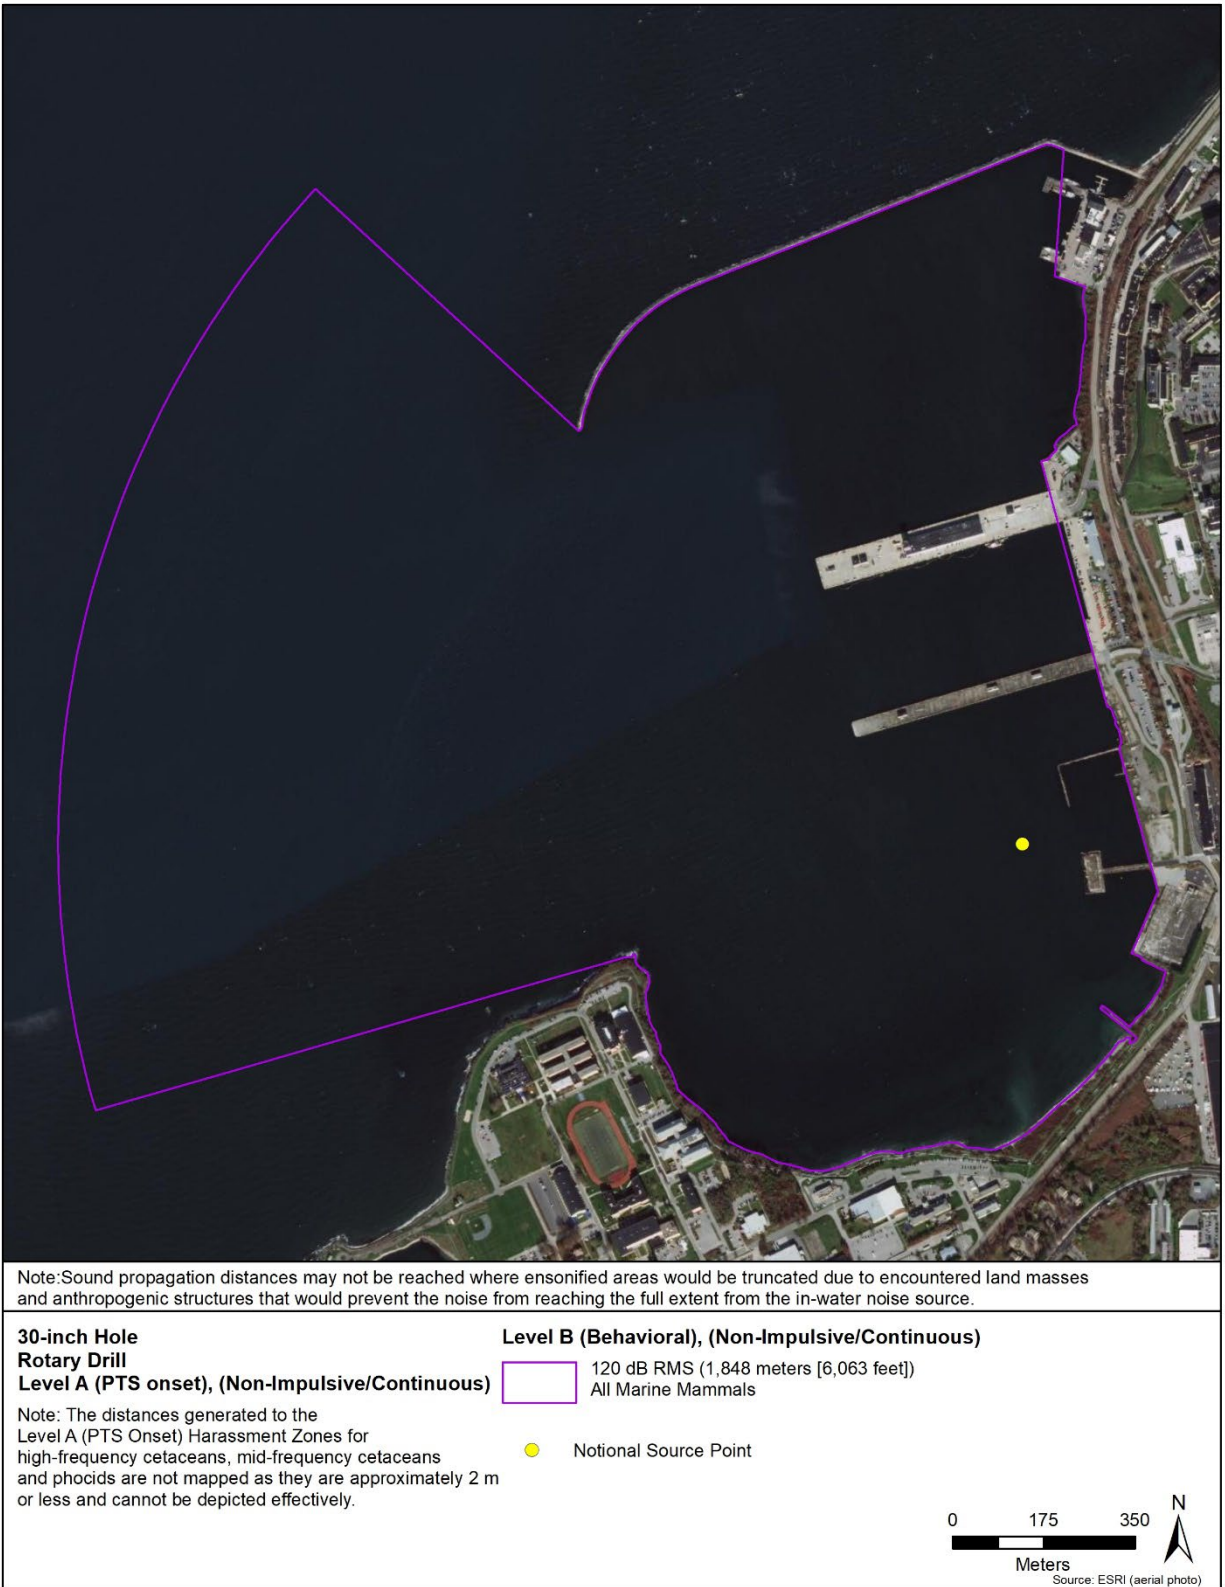 Note:Sound propagation distances may not be reached where ensonified areas would be truncated due to encountered land masses
and anthropogenic structures that would prevent the noise from reaching the full extent from the in-water noise source.
30-inch Hole
Rotary Drill
Level A (PTS onset), (Non-Impulsive/Continuous)
Note: The distances generated to the
Level A (PTS Onset) Harassment Zones for
high-frequency cetaceans, mid-frequency cetaceans
and phocids are not mapped as they are approximately 2 m
or less and cannot be depicted effectively.
Level B (Behavioral), (Non-Impulsive/Continuous)
120 dB RMS (1,848 meters [6,063 feet])
All Marine Mammals
Notional Source Point
0 175 350
Meters
N
Source: ESRI (aerial photo)